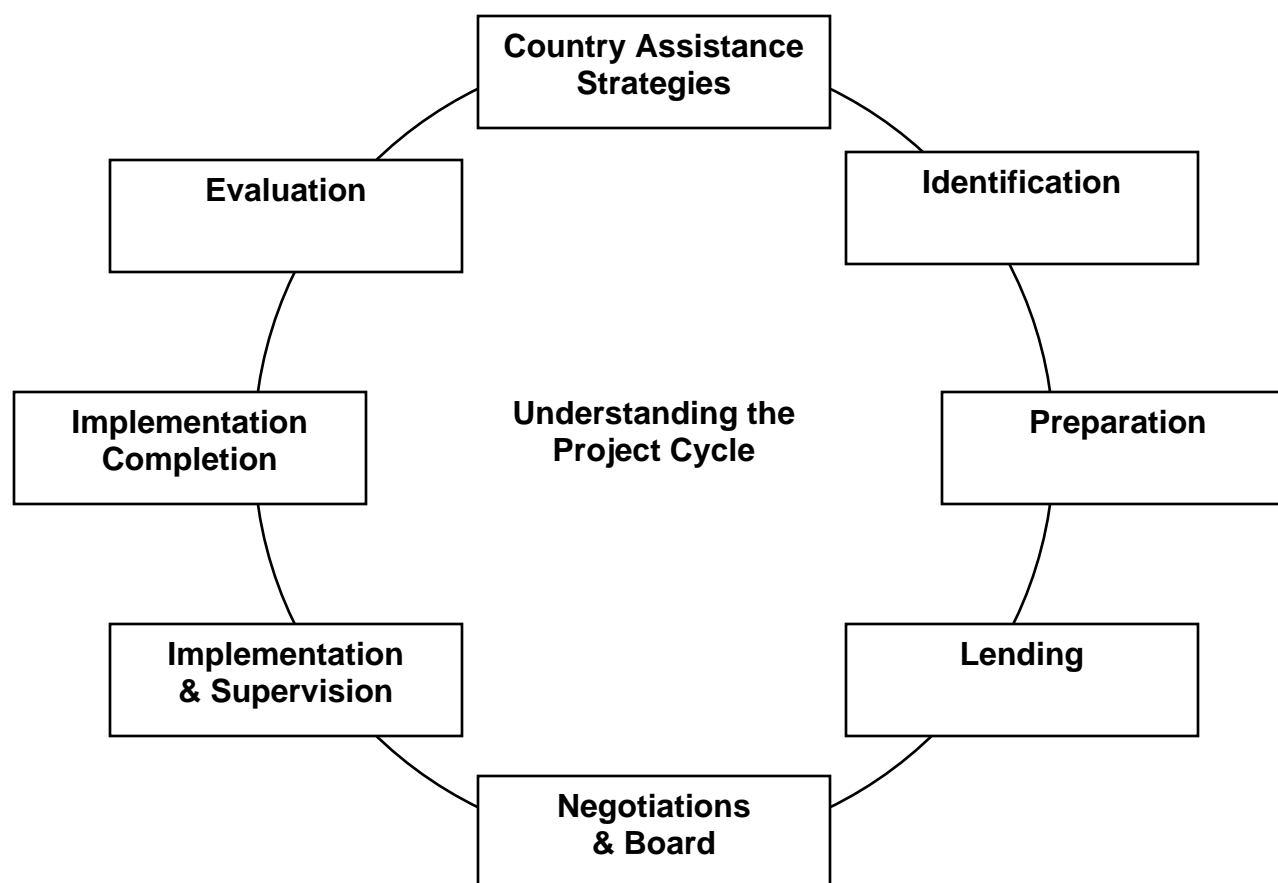 Country Assistance
Strategies
Identification
Preparation
Lending
Negotiations
& Board
Implementation
& Supervision
Implementation
Completion
Evaluation
Understanding the
Project Cycle